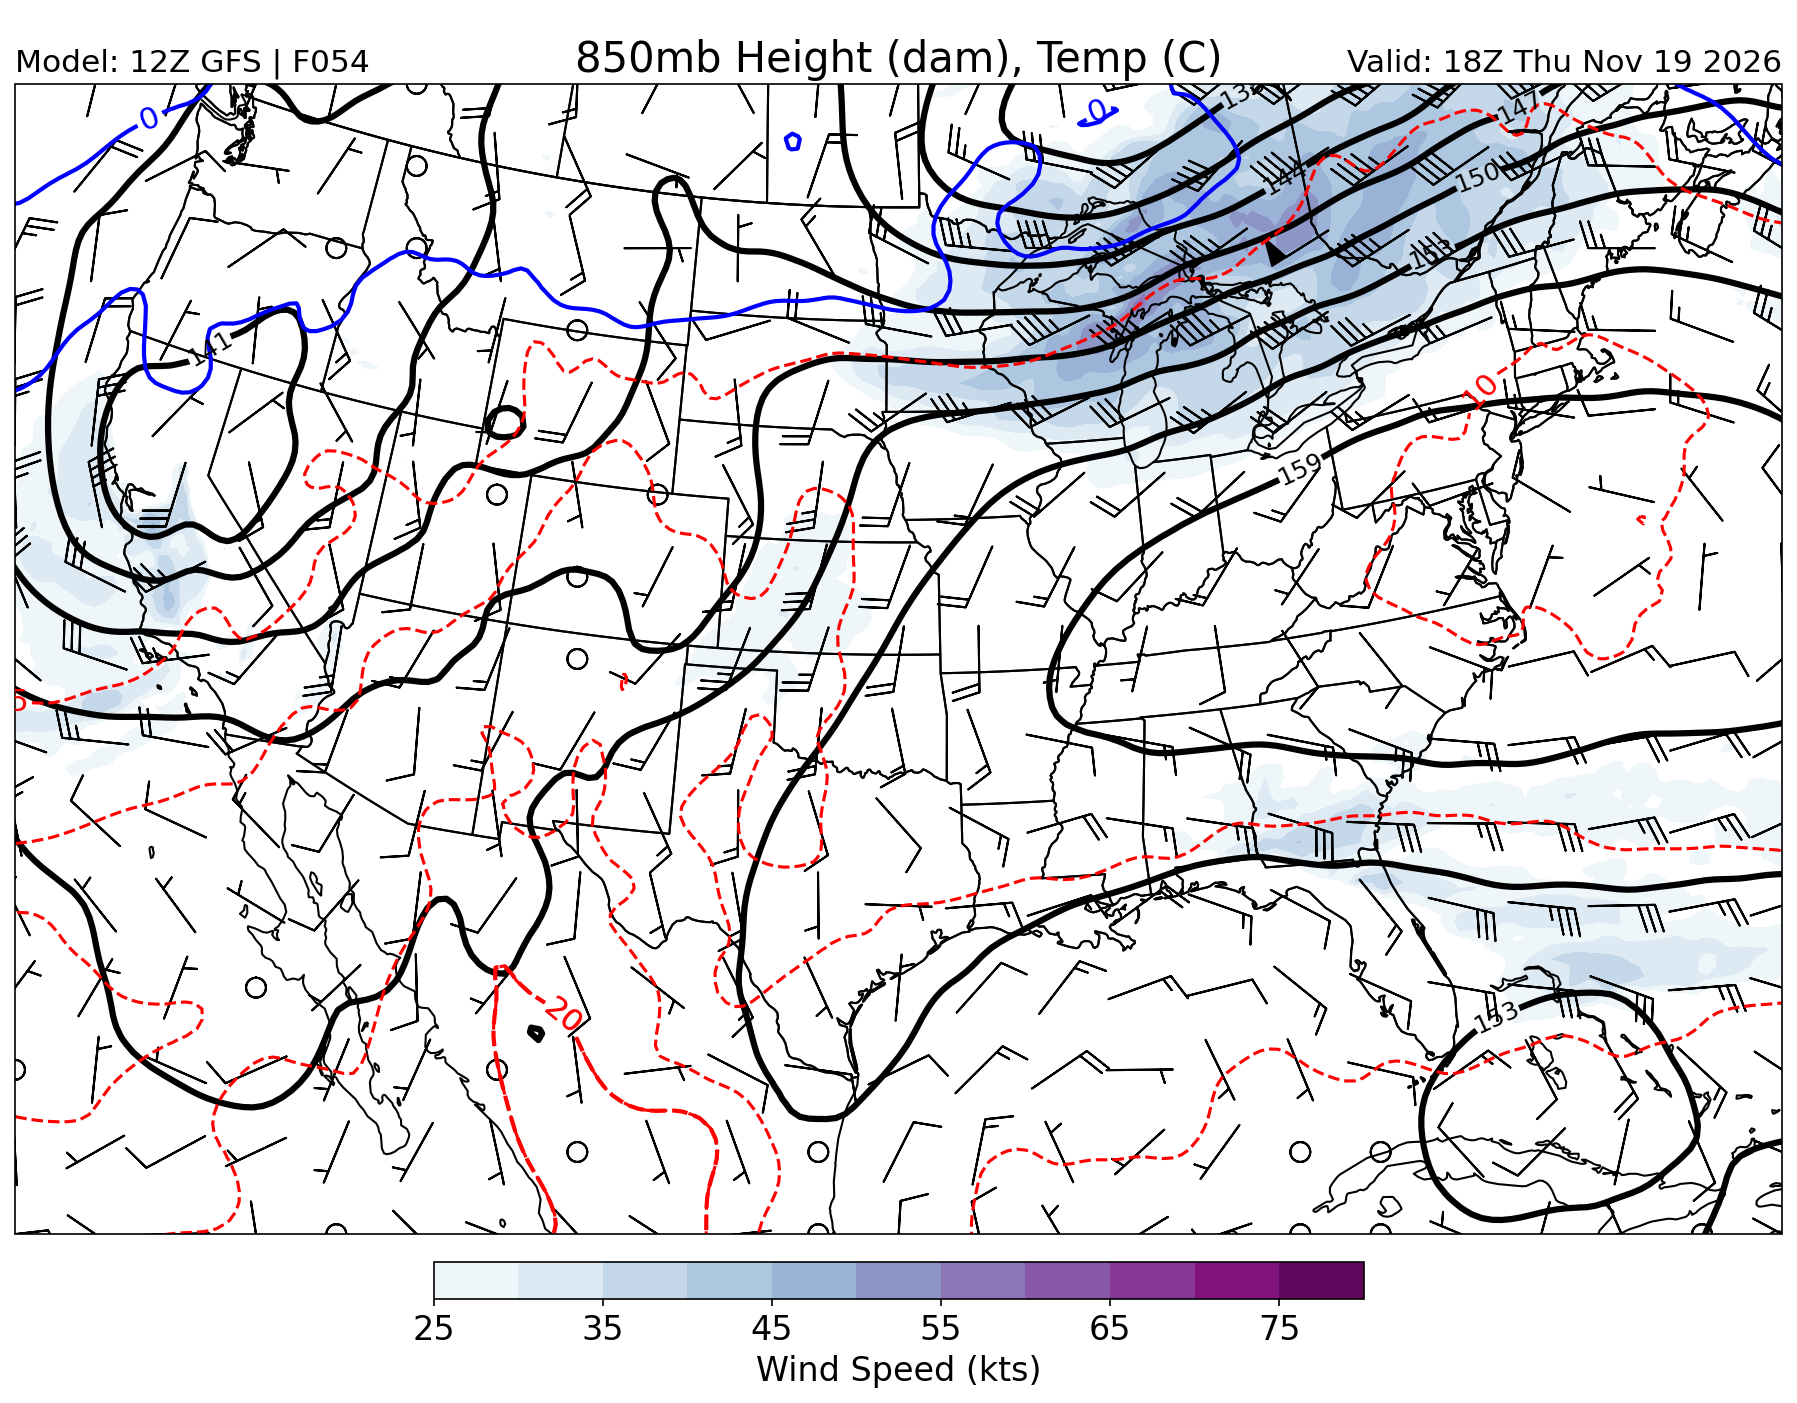 850mb Height (dam), Temp (C)
Model: 12Z GFS | F054
Valid: 18Z Thu Nov 19 2026
0
0
147
144
150
153
141
10
159
20
153
25 35 45 55 65 75
Wind Speed (kts)